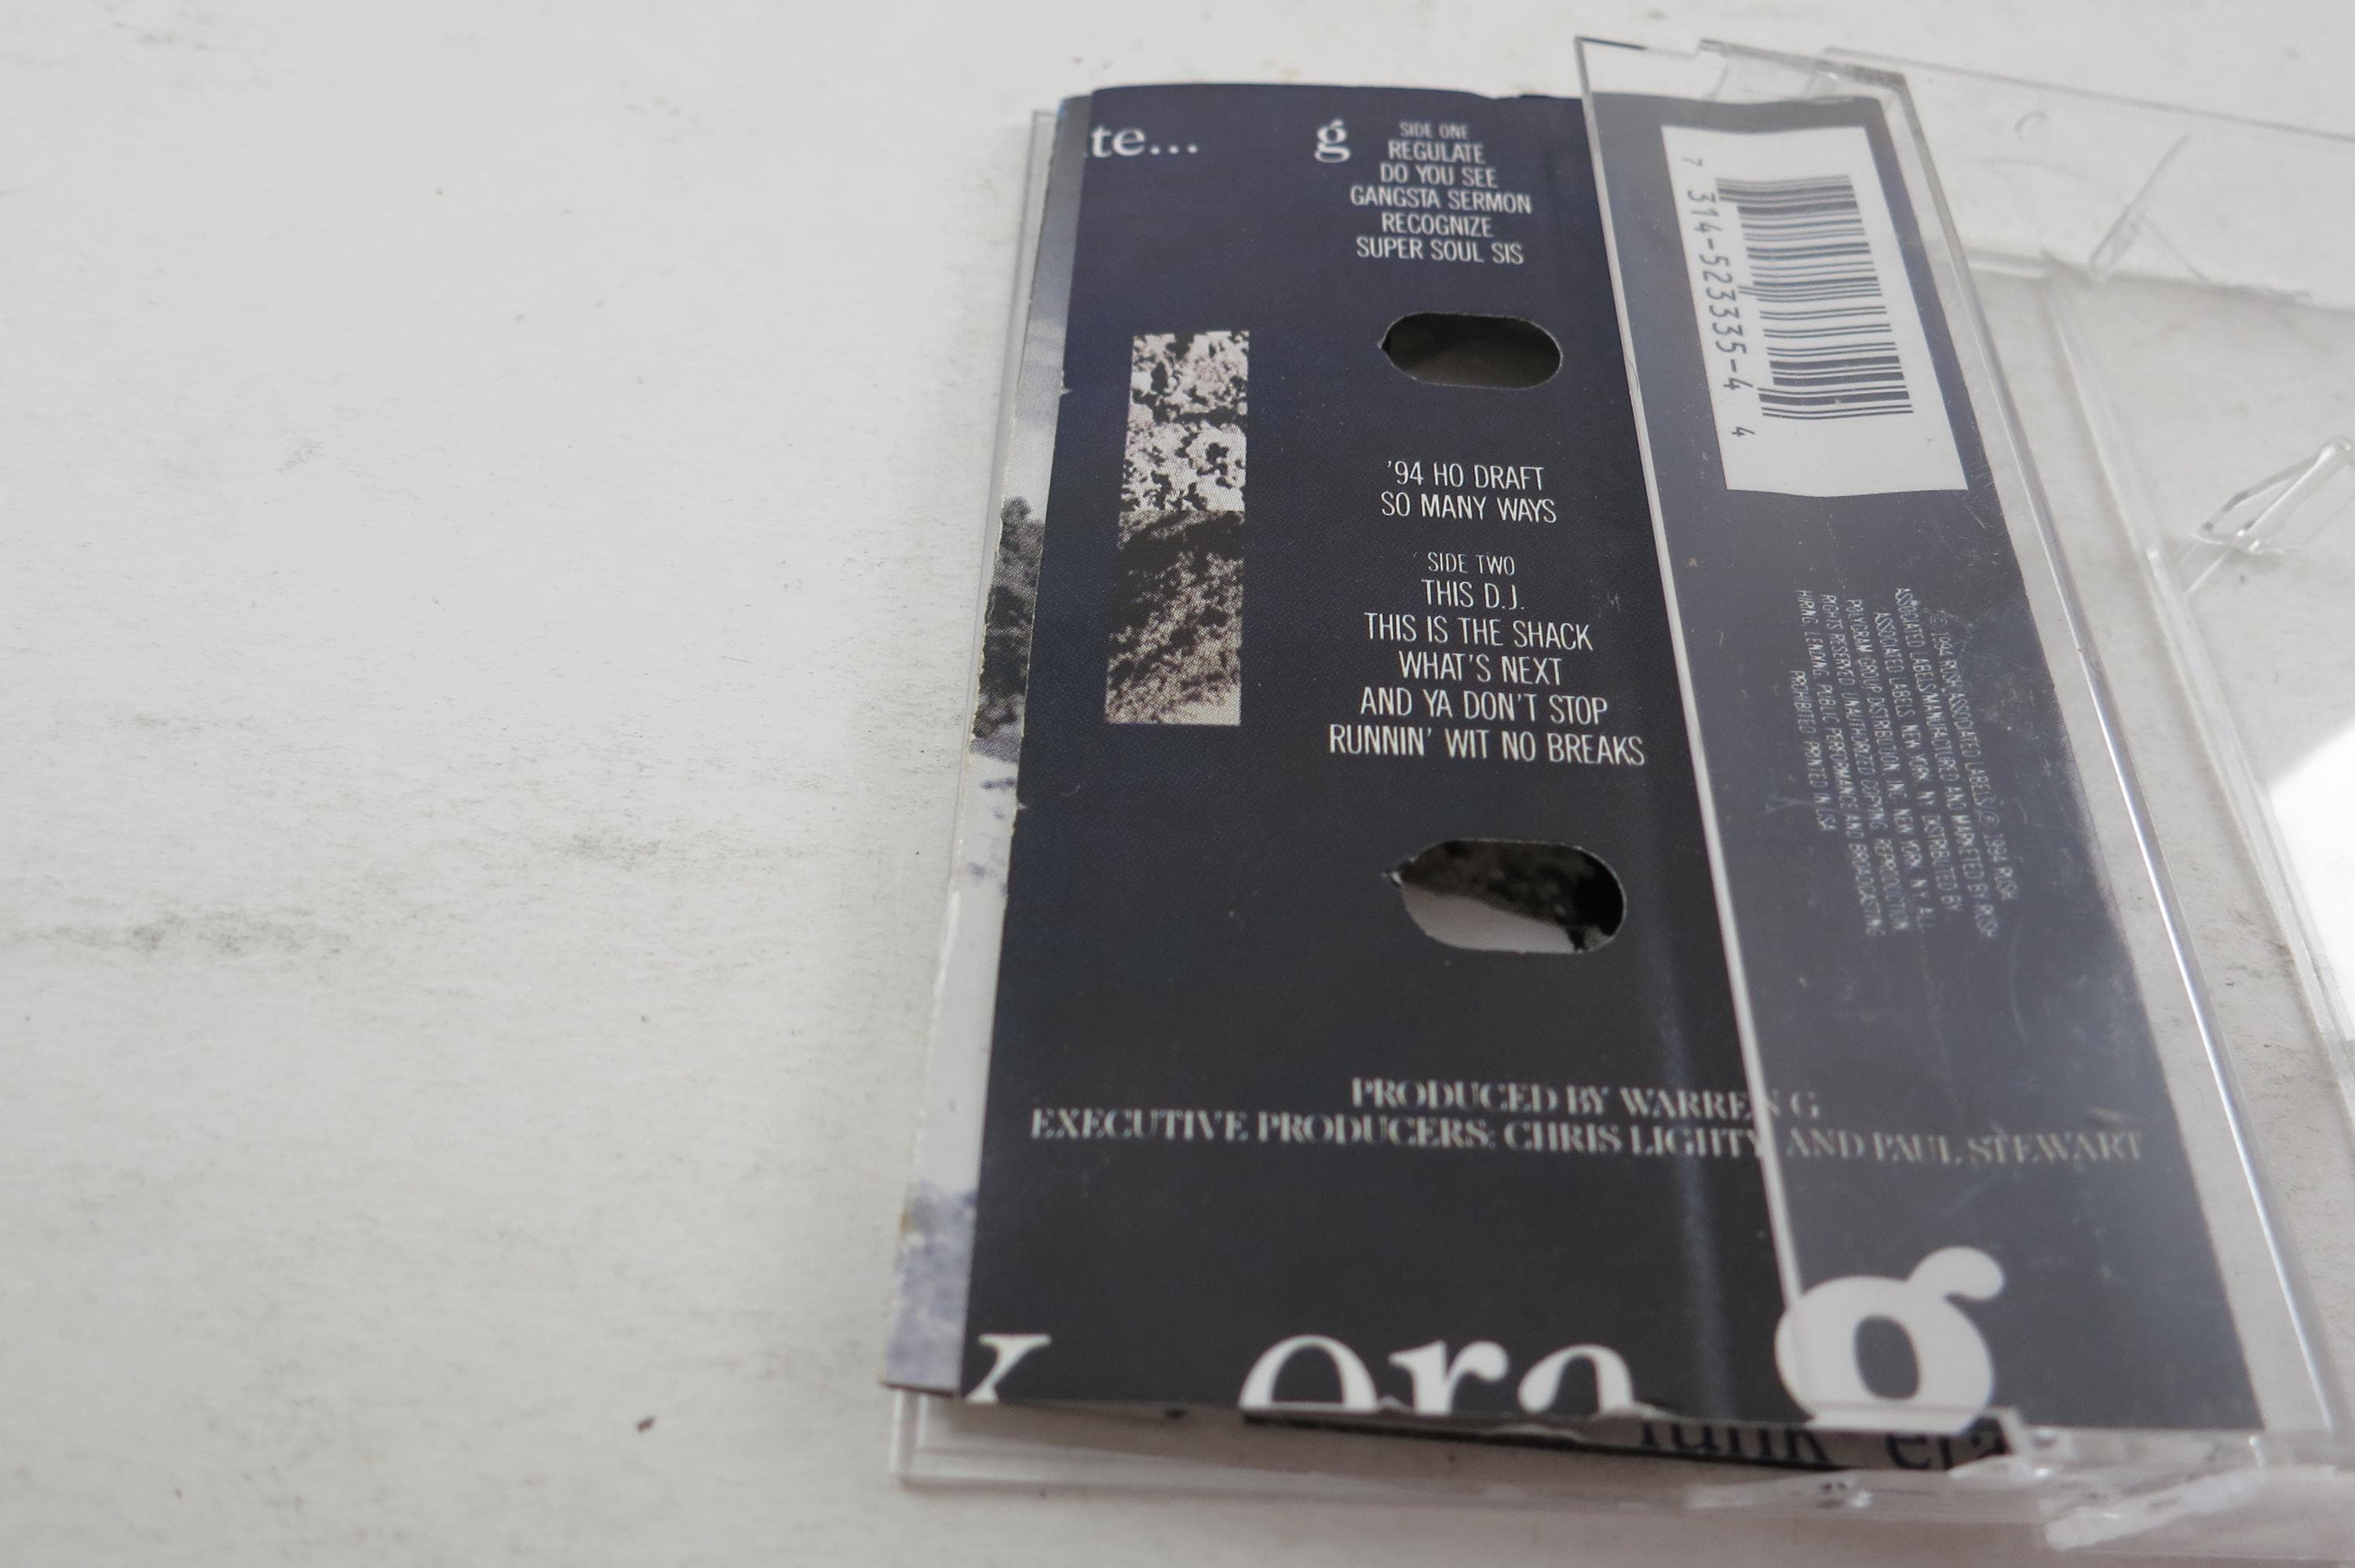 te...
g
SIDE ONE
REGULATE
DO YOU SEE
GANGSTA SERMON
RECOGNIZE
SUPER SOUL SIS
'94 HO DRAFT
SO MANY WAYS
SIDE TWO
THIS D.J.
THIS IS THE SHACK
WHAT'S NEXT
AND YA DON'T STOP
RUNNIN' WIT NO BREAKS
PRODUCED BY WARREN G
EXECUTIVE PRODUCERS: CHRIS LIGHTY AND PAUL STEWART
k era g
funk era
7 314-523335-4 4
Ⓟ 1994 RUSH ASSOCIATED LABELS © 1994 RUSH
ASSOCIATED LABELS MANUFACTURED AND MARKETED BY RUSH
ASSOCIATED LABELS, NEW YORK, NY DISTRIBUTED BY
POLYGRAM GROUP DISTRIBUTION, INC., NEW YORK, N.Y. ALL
RIGHTS RESERVED UNAUTHORIZED COPYING, REPRODUCTION
HIRING, LENDING, PUBLIC PERFORMANCE AND BROADCASTING
PROHIBITED PRINTED IN USA